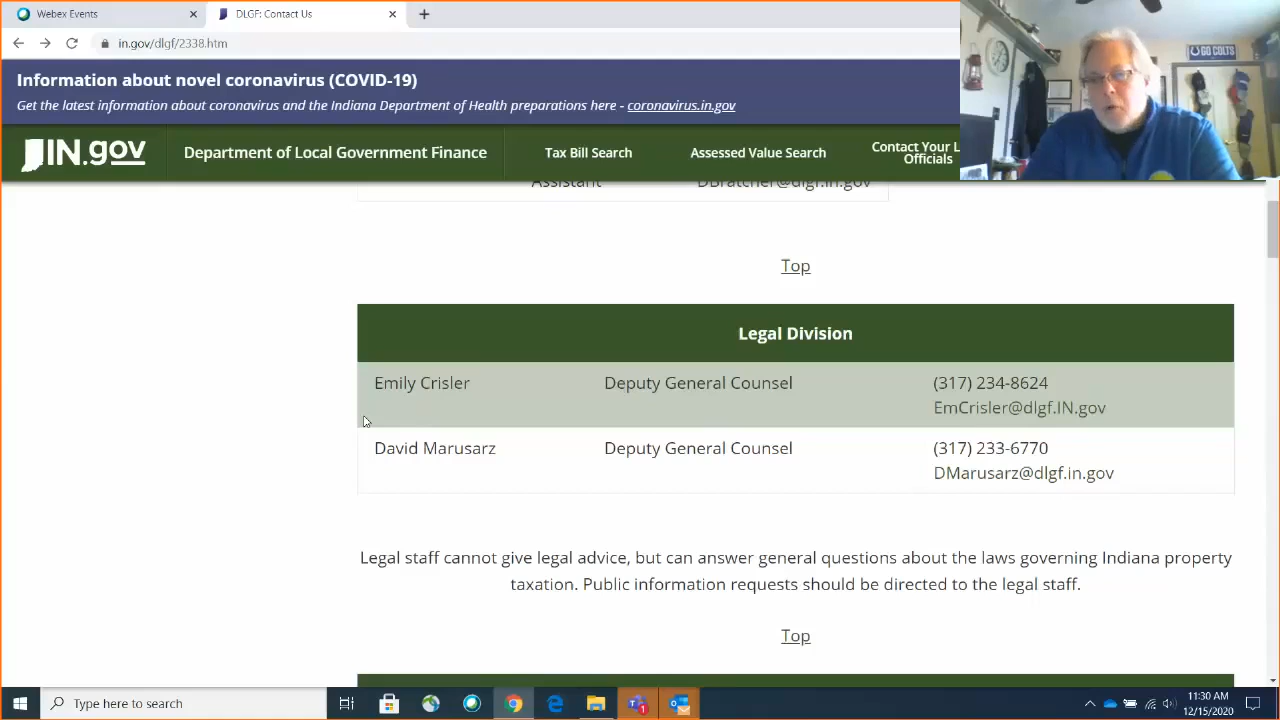 Webex Events
DLGF: Contact Us
in.gov/dlgf/2338.htm
Information about novel coronavirus (COVID-19)
Get the latest information about coronavirus and the Indiana Department of Health preparations here - coronavirus.in.gov
IN.gov
Department of Local Government Finance
Tax Bill Search
Assessed Value Search
Contact Your L
Officials
GO COLTS
Assistant DBratcher@dlgf.in.gov
Top
Legal Division
Emily Crisler Deputy General Counsel (317) 234-8624
EmCrisler@dlgf.IN.gov
David Marusarz Deputy General Counsel (317) 233-6770
DMarusarz@dlgf.in.gov
Legal staff cannot give legal advice, but can answer general questions about the laws governing Indiana property
taxation. Public information requests should be directed to the legal staff.
Top
Type here to search
11:30 AM
12/15/2020